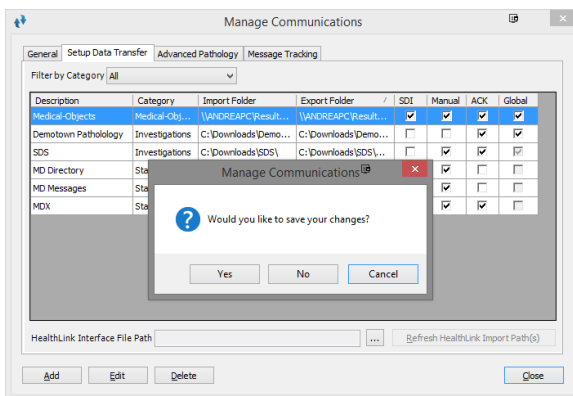 Manage Communications
General Setup Data Transfer Advanced Pathology Message Tracking
Filter by Category All
Description Category Import Folder Export Folder / SDI Manual ACK Global
Medical-Objects Medical-Obj... \\ANDREAPC\Result... \\ANDREAPC\Result...
Demotown Patholology Investigations C:\Downloads\Demo... C:\Downloads\Demo...
SDS Investigations C:\Downloads\SDS\ C:\Downloads\SDS\...
MD Directory Sta
MD Messages Sta
MDX Sta
Manage Communications
Would you like to save your changes?
Yes No Cancel
HealthLink Interface File Path ... Refresh HealthLink Import Path(s)
Add Edit Delete Close